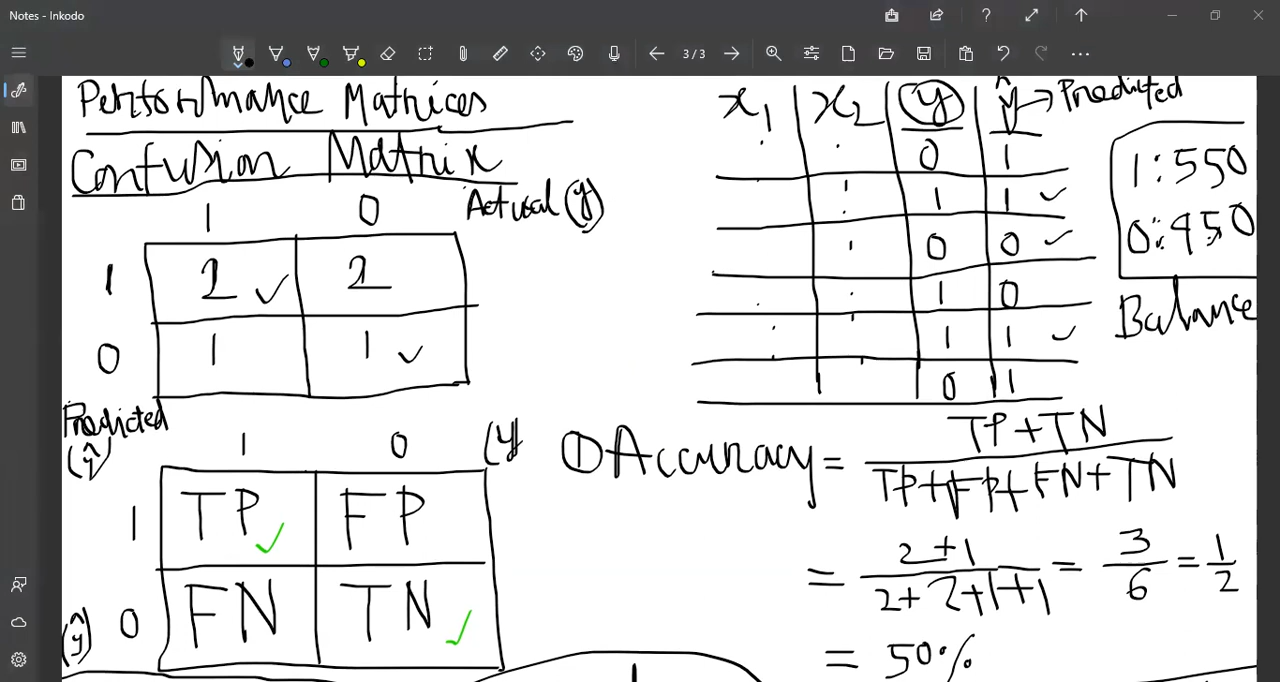 Notes - Inkodo
3/3
Performance Matrices
Confusion Matrix
1 0 Actual (y)
1 2 ✓ 2
0 1 1 ✓
Predicted
(ŷ)
1 0 (y
1 TP ✓ FP
0 FN TN ✓
(ŷ)
x₁ x₂ y ŷ → Predicted
0 1
1 1 ✓
0 0 ✓
1 0
1 1 ✓
0 1
1:550
0:450
Balance
① Accuracy = TP+TN / TP+FP+FN+TN
= 2+1 / 2+2+1+1 = 3/6 = 1/2
= 50%